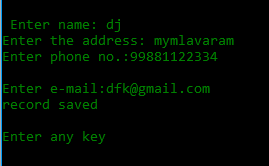 Enter name: dj
Enter the address: mymlavaram
Enter phone no.:99881122334
Enter e-mail:dfk@gmail.com
record saved
Enter any key